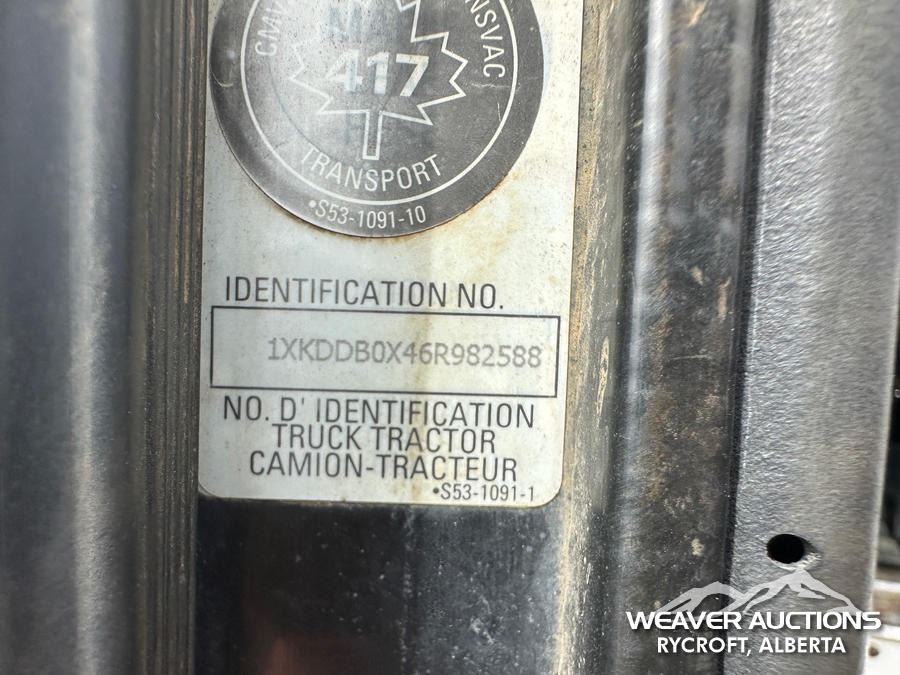 417
TRANSPORT
•S53-1091-10
IDENTIFICATION NO.
1XKDDB0X46R982588
NO. D' IDENTIFICATION
TRUCK TRACTOR
CAMION-TRACTEUR
•S53-1091-1
WEAVER AUCTIONS
RYCROFT, ALBERTA